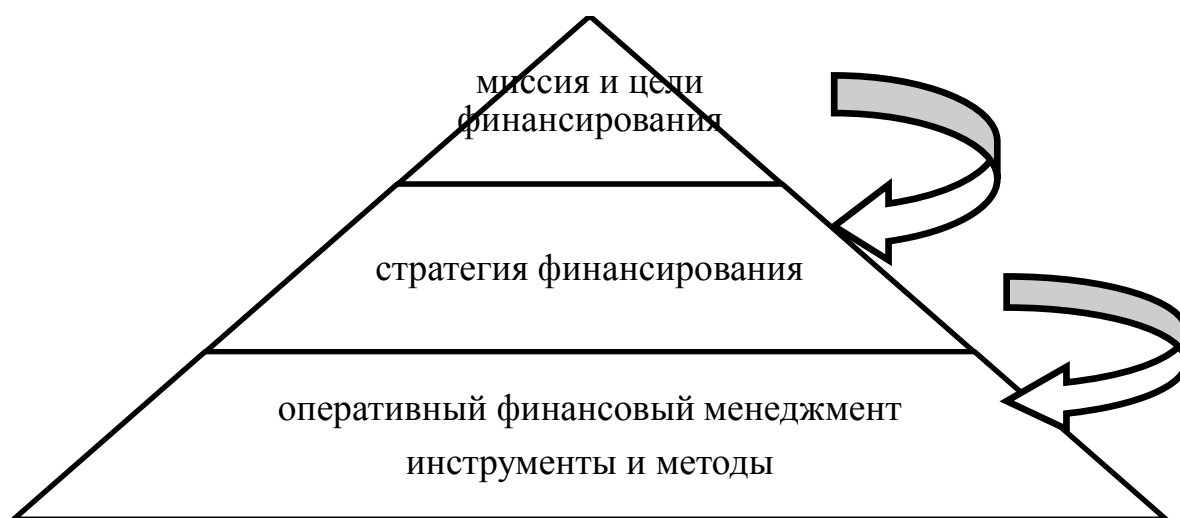 миссия и цели
финансирования
стратегия финансирования
оперативный финансовый менеджмент
инструменты и методы